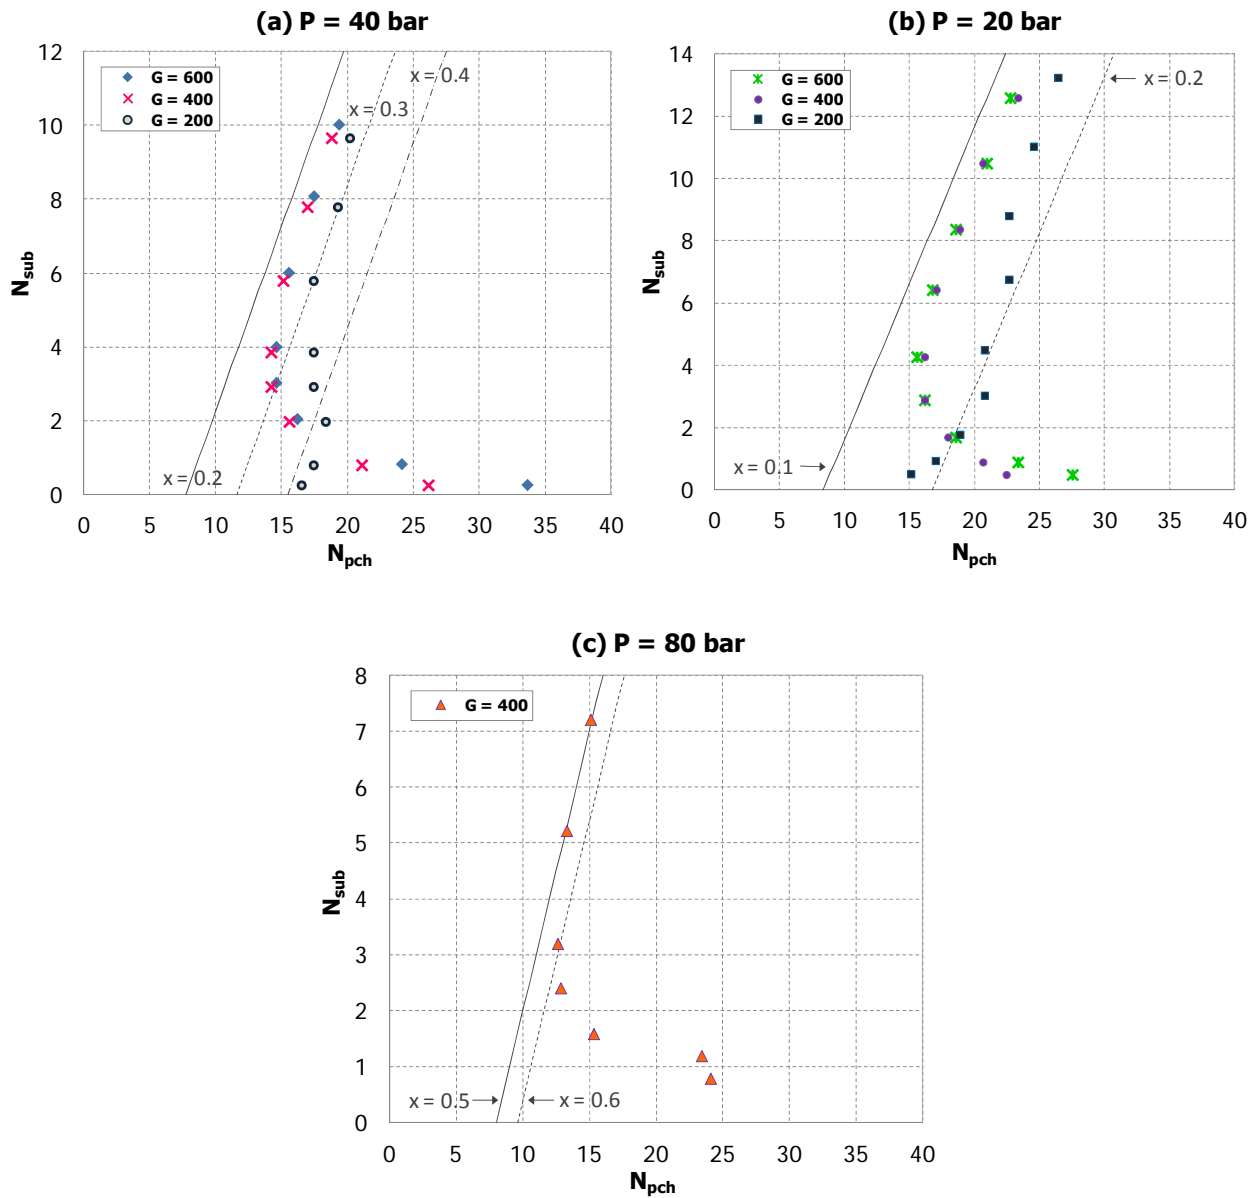 (a) P = 40 bar
12
10
8
6
4
2
0
N_sub
G = 600
G = 400
G = 200
x = 0.4
x = 0.3
x = 0.2
0 5 10 15 20 25 30 35 40
N_pch
(b) P = 20 bar
14
12
10
8
6
4
2
0
N_sub
G = 600
G = 400
G = 200
x = 0.2
x = 0.1
0 5 10 15 20 25 30 35 40
N_pch
(c) P = 80 bar
8
7
6
5
4
3
2
1
0
N_sub
G = 400
x = 0.5
x = 0.6
0 5 10 15 20 25 30 35 40
N_pch